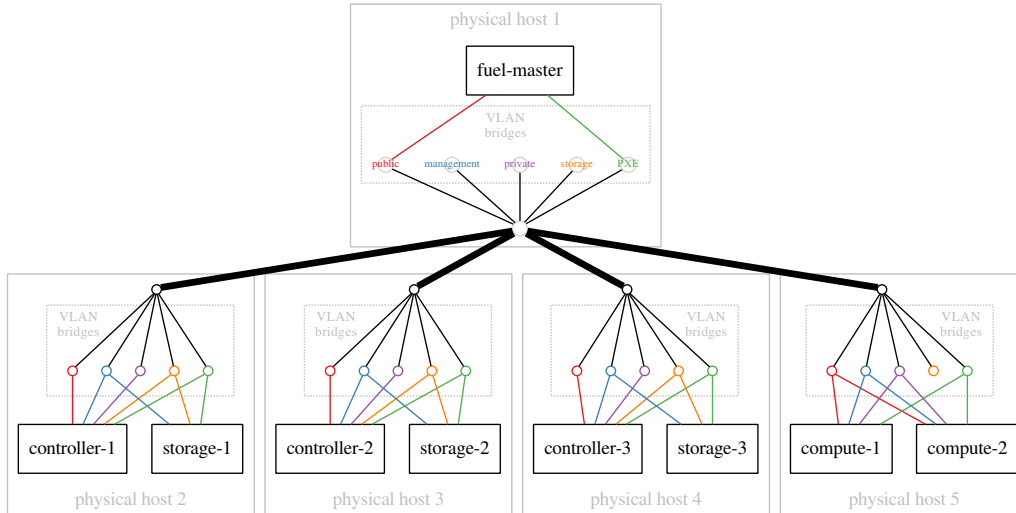 physical host 1
fuel-master
VLAN
bridges
public
management
private
storage
PXE
VLAN
bridges
VLAN
bridges
VLAN
bridges
VLAN
bridges
controller-1
storage-1
controller-2
storage-2
controller-3
storage-3
compute-1
compute-2
physical host 2
physical host 3
physical host 4
physical host 5